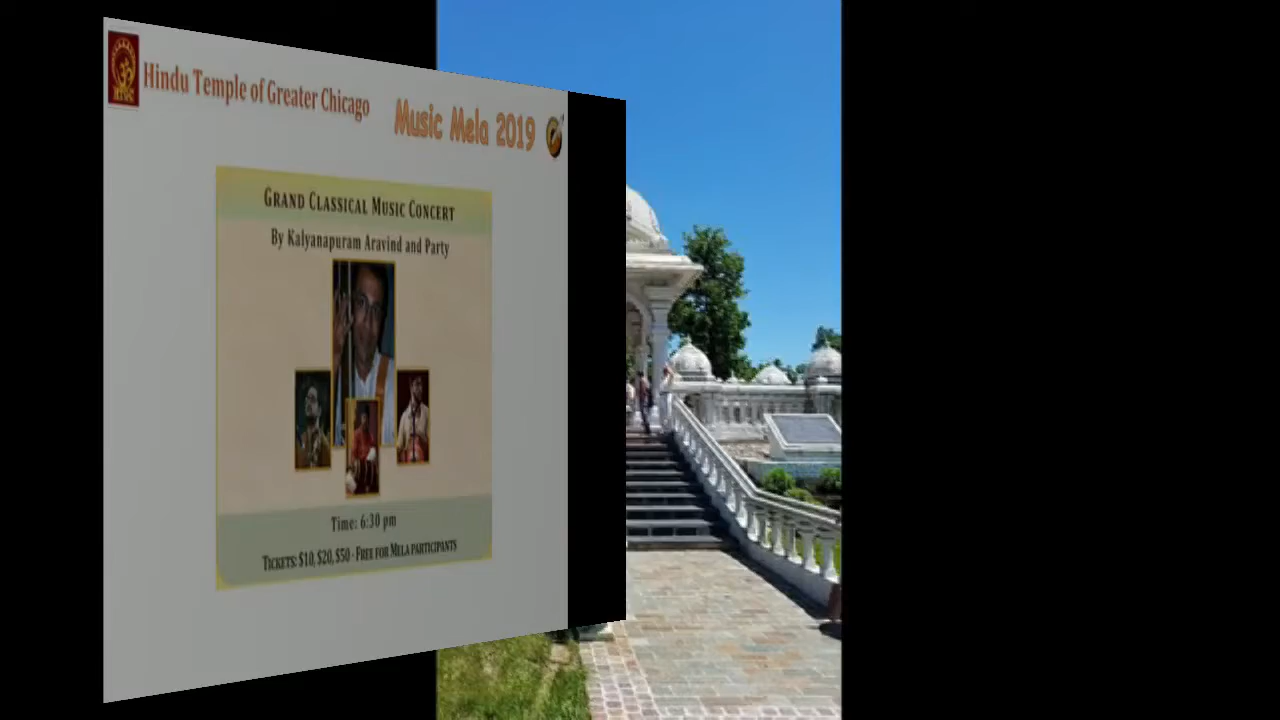 Hindu Temple of Greater Chicago
Music Mela 2019
GRAND CLASSICAL MUSIC CONCERT
By Kalyanapuram Aravind and Party
Time: 6:30 pm
TICKETS: $10, $20, $50 - FREE FOR MELA PARTICIPANTS